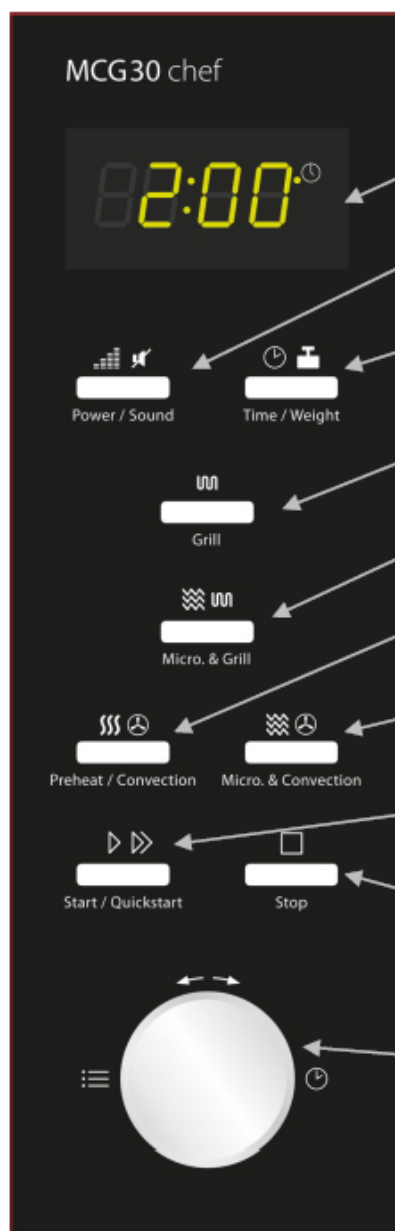 MCG30 chef
2:00
Power / Sound
Time / Weight
Grill
Micro. & Grill
Preheat / Convection
Micro. & Convection
Start / Quickstart
Stop